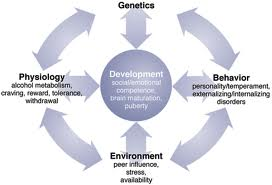 Genetics
Physiology
alcohol metabolism,
craving, reward, tolerance,
withdrawal
Development
social/emotional
competence,
brain maturation,
puberty
Behavior
personality/temperament,
externalizing/internalizing
disorders
Environment
peer influence,
stress,
availability